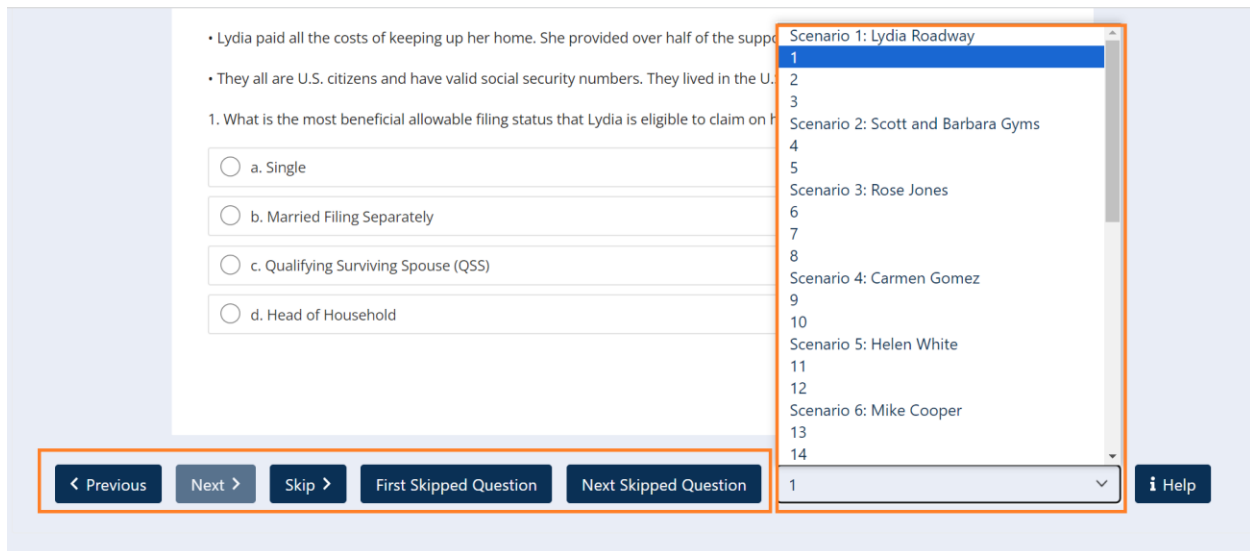 • Lydia paid all the costs of keeping up her home. She provided over half of the
• They all are U.S. citizens and have valid social security numbers. They lived in the
1. What is the most beneficial allowable filing status that Lydia is eligible to claim on
a. Single
b. Married Filing Separately
c. Qualifying Surviving Spouse (QSS)
d. Head of Household
Scenario 1: Lydia Roadway
1
2
3
Scenario 2: Scott and Barbara Gyms
4
5
Scenario 3: Rose Jones
6
7
8
Scenario 4: Carmen Gomez
9
10
Scenario 5: Helen White
11
12
Scenario 6: Mike Cooper
13
14
Previous
Next
Skip
First Skipped Question
Next Skipped Question
1
Help